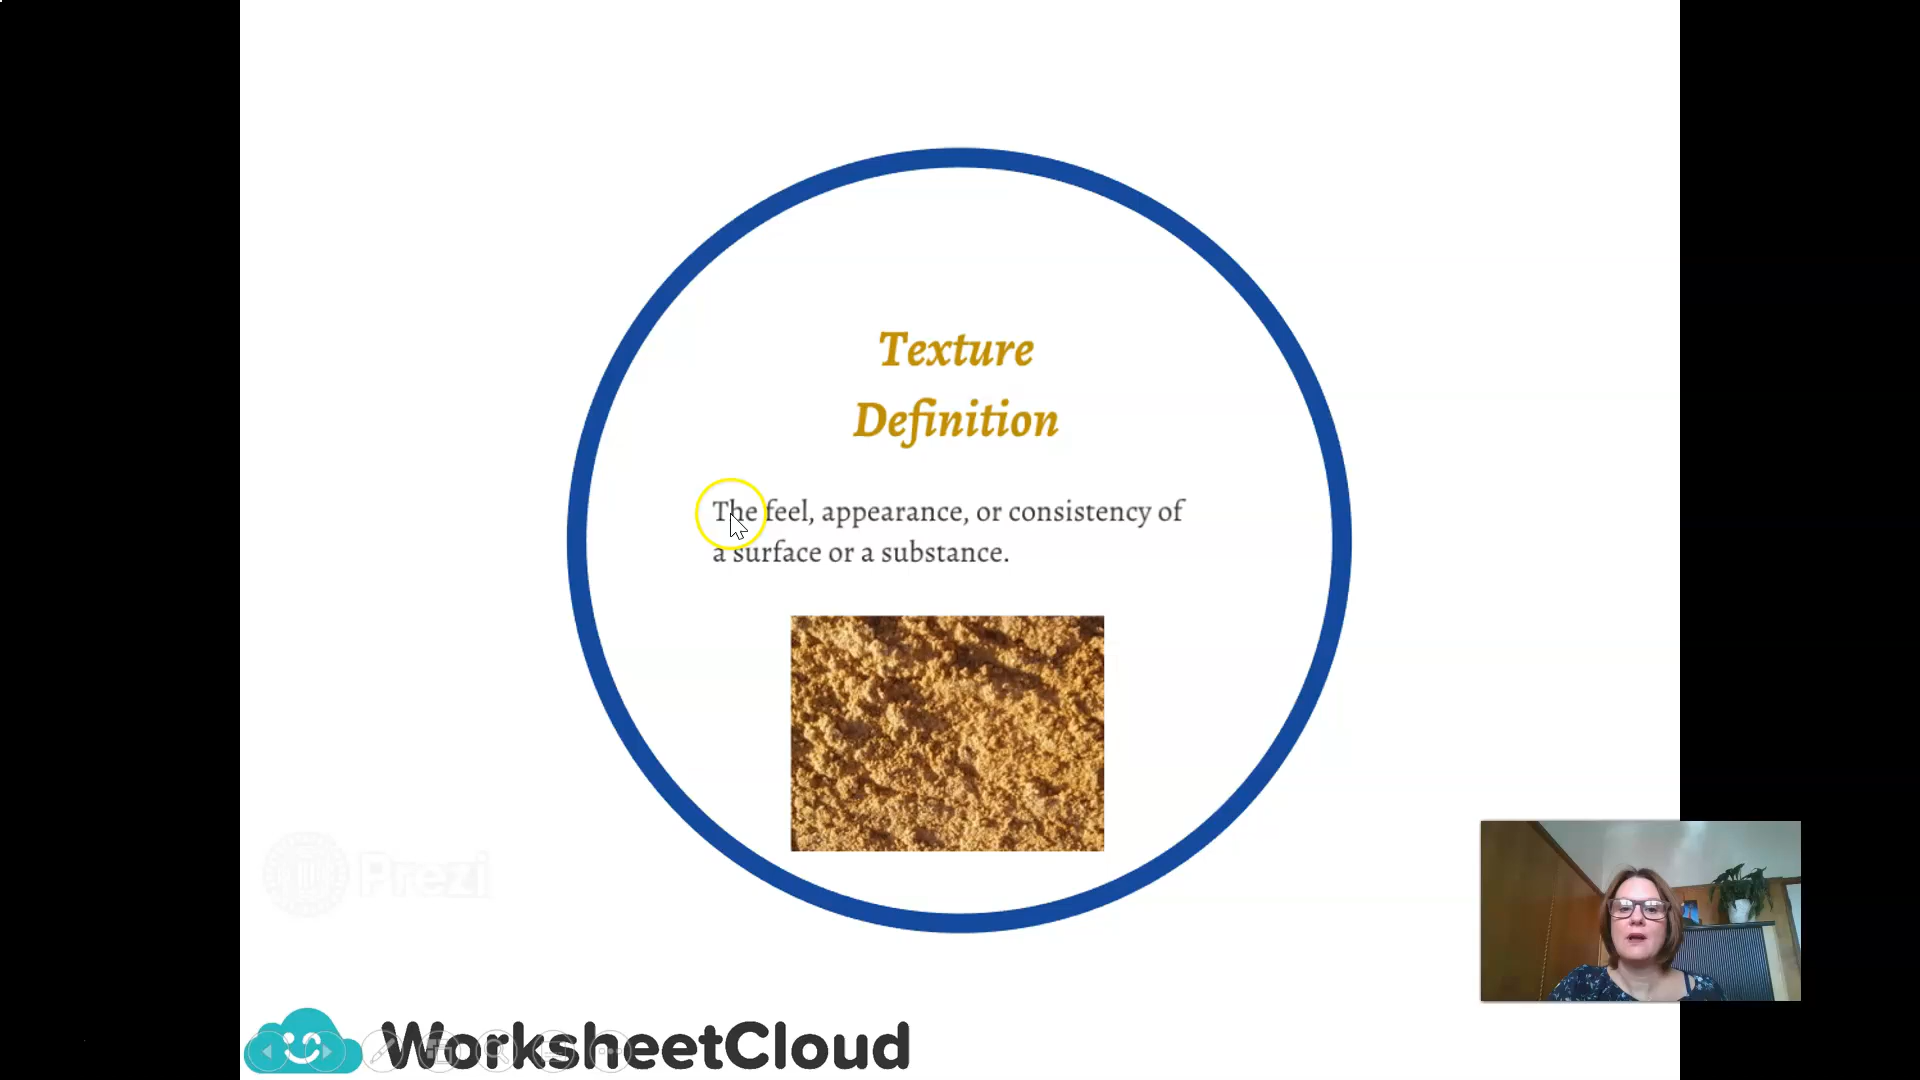 Texture
Definition
The feel, appearance, or consistency of
a surface or a substance.
Prezi
WorksheetCloud